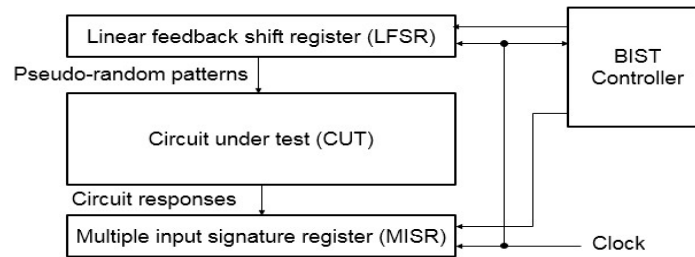 Linear feedback shift register (LFSR)
BIST
Controller
Pseudo-random patterns
Circuit under test (CUT)
Circuit responses
Multiple input signature register (MISR)
Clock